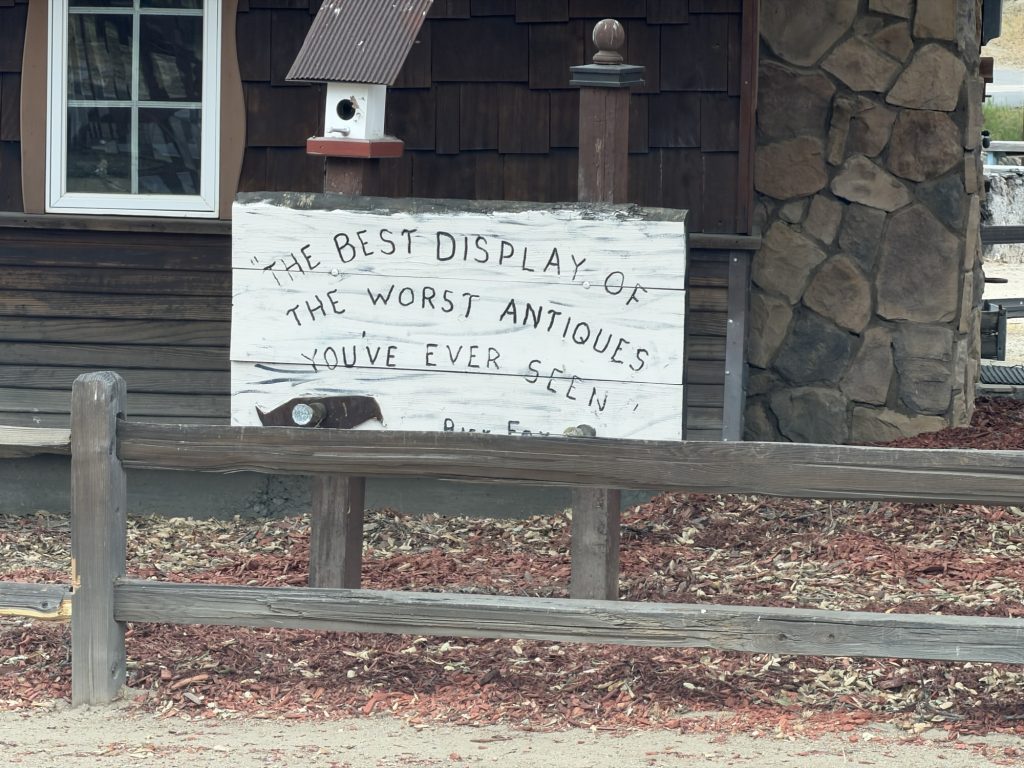 "THE BEST DISPLAY OF
THE WORST ANTIQUES
YOU'VE EVER SEEN"